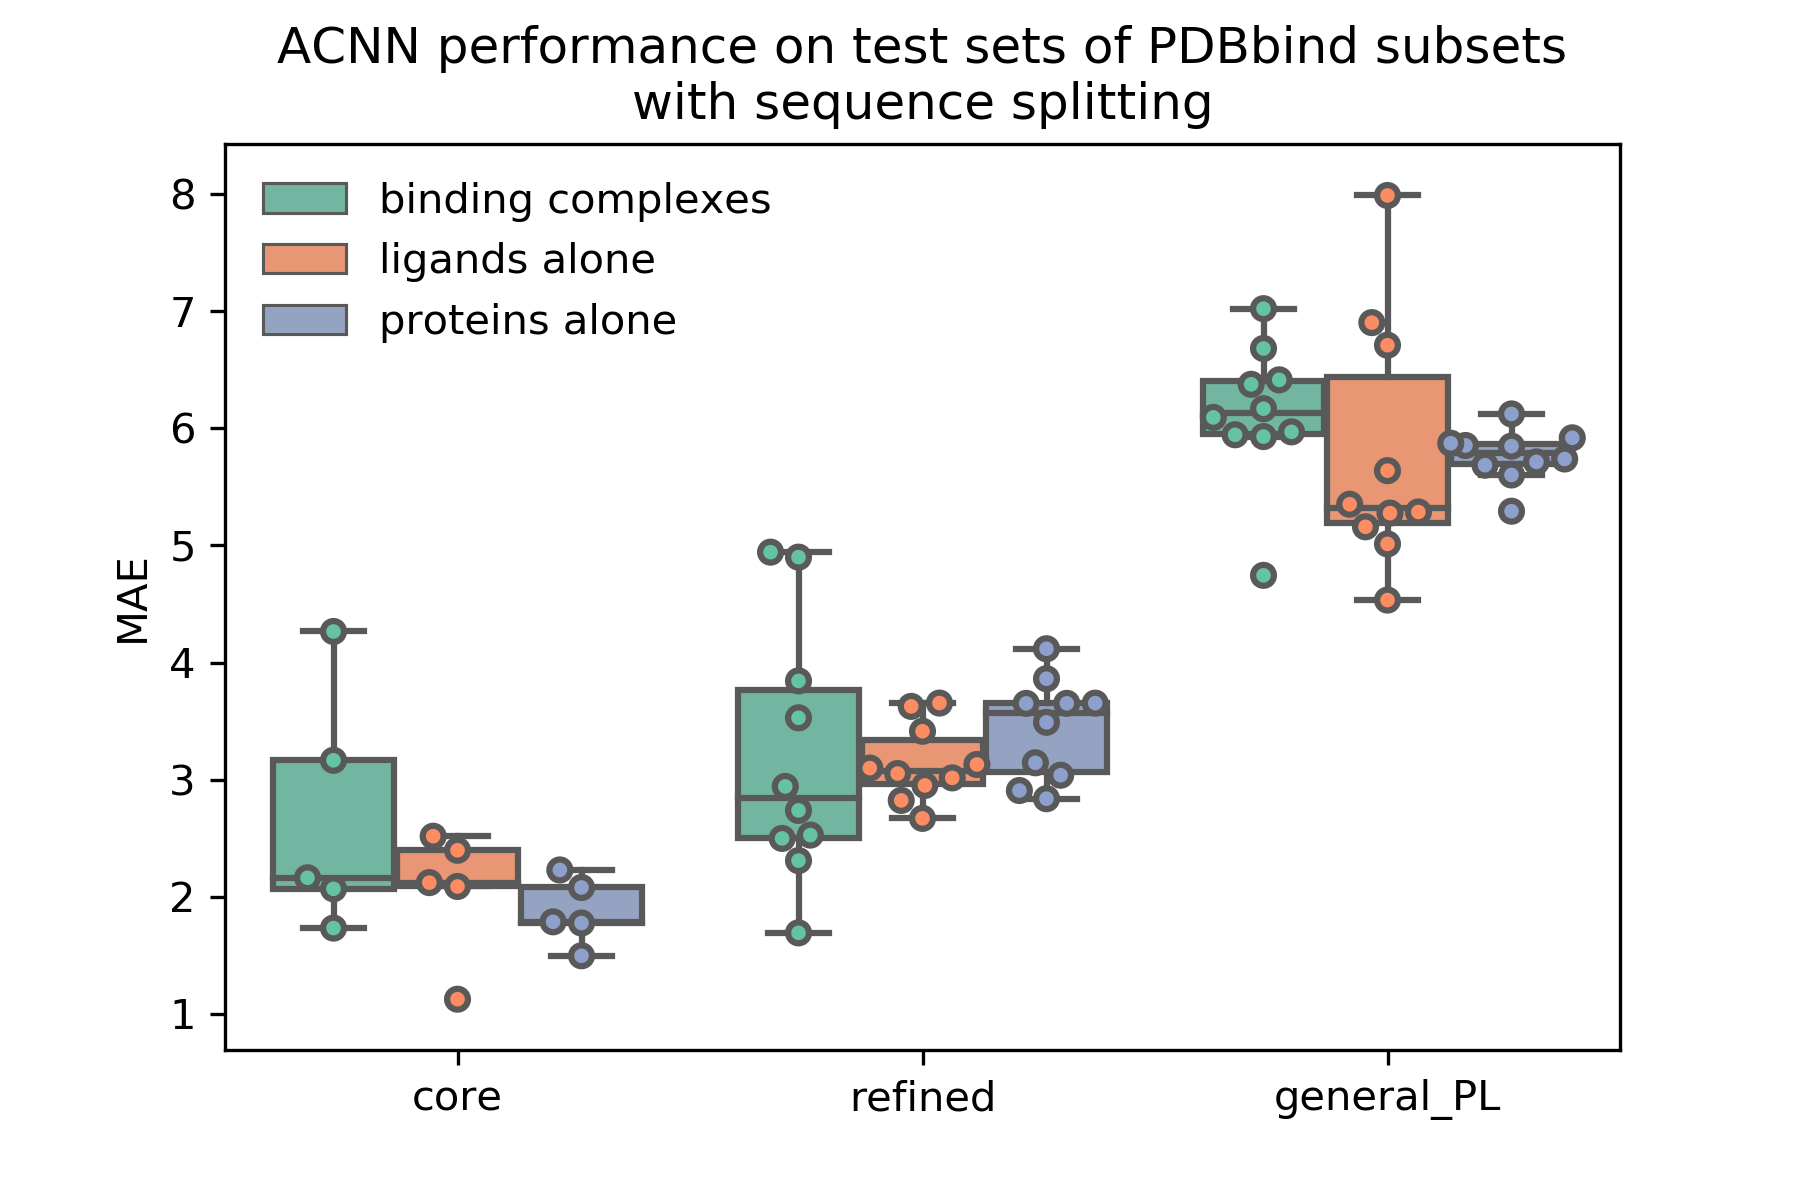 ACNN performance on test sets of PDBbind subsets
with sequence splitting
binding complexes
ligands alone
proteins alone
8
7
6
5
4
3
2
1
MAE
core
refined
general_PL